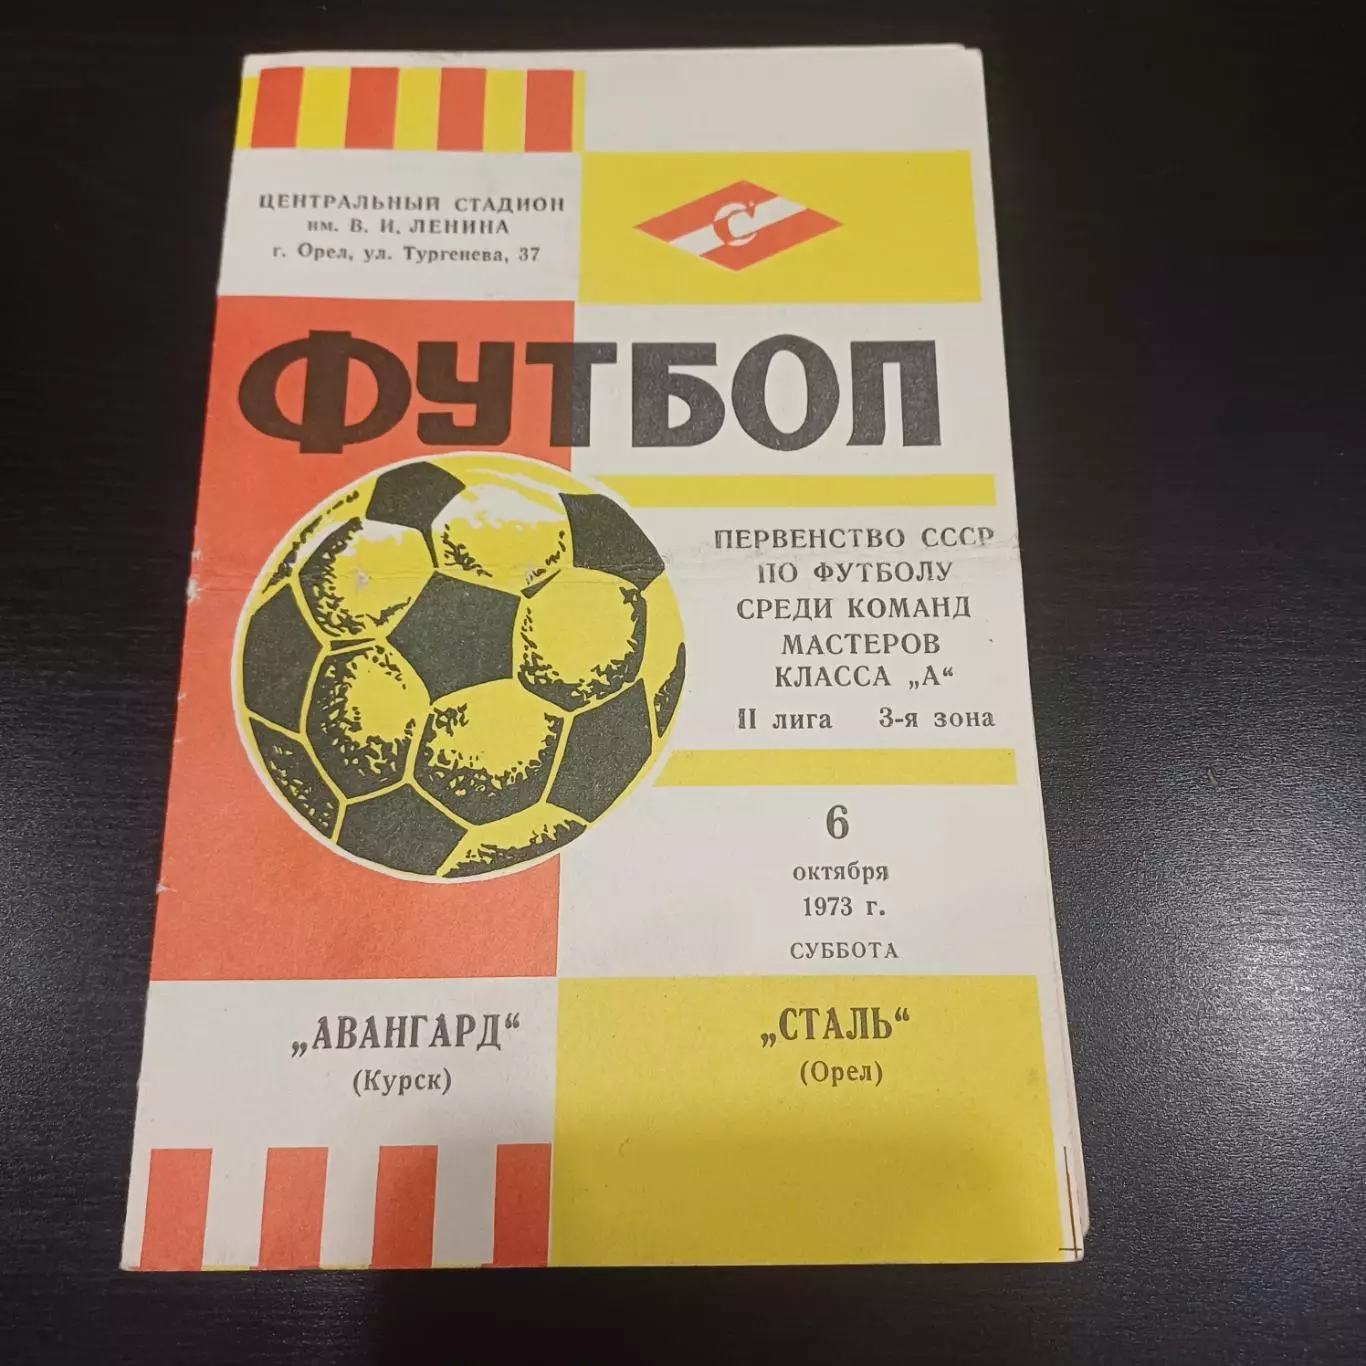 ЦЕНТРАЛЬНЫЙ СТАДИОН
им. В. И. ЛЕНИНА
г. Орел, ул. Тургенева, 37
С
ФУТБОЛ
ПЕРВЕНСТВО СССР
ПО ФУТБОЛУ
СРЕДИ КОМАНД
МАСТЕРОВ
КЛАССА „А“
II лига 3-я зона
6
октября
1973 г.
СУББОТА
„АВАНГАРД“
(Курск)
„СТАЛЬ“
(Орел)